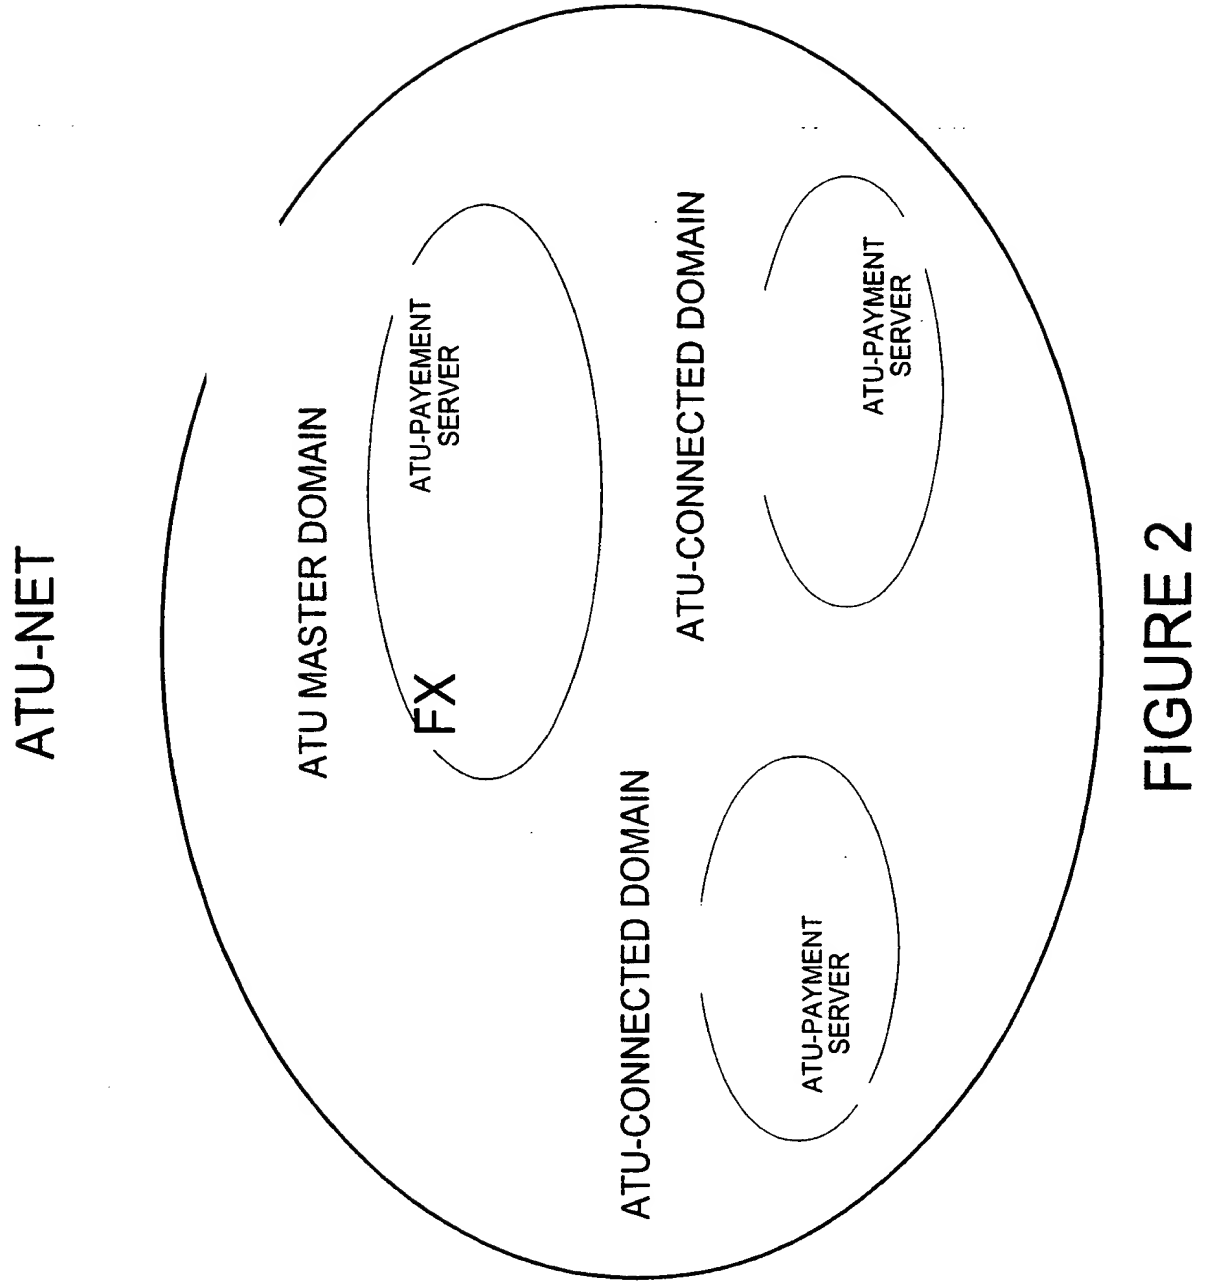 ATU-NET
ATU MASTER DOMAIN
FX
ATU-PAYEMENT
SERVER
ATU-CONNECTED DOMAIN
ATU-PAYMENT
SERVER
ATU-CONNECTED DOMAIN
ATU-PAYMENT
SERVER
FIGURE 2